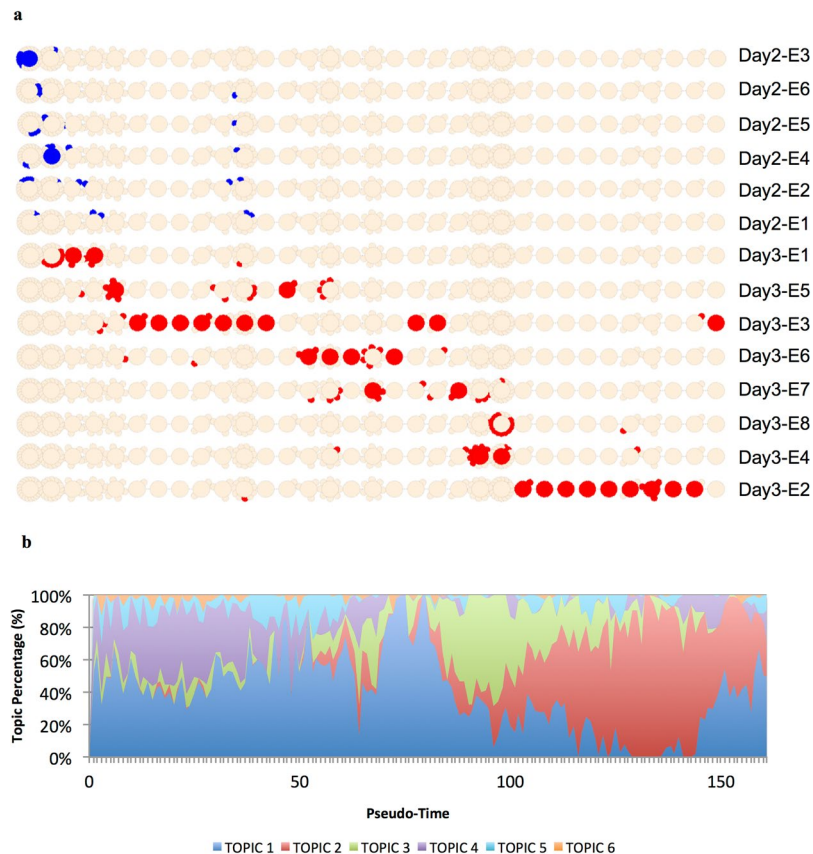 a
Day2-E3
Day2-E6
Day2-E5
Day2-E4
Day2-E2
Day2-E1
Day3-E1
Day3-E5
Day3-E3
Day3-E6
Day3-E7
Day3-E8
Day3-E4
Day3-E2
b
Topic Percentage (%)
100%
80%
60%
40%
20%
0%
0 50 100 150
Pseudo-Time
TOPIC 1 TOPIC 2 TOPIC 3 TOPIC 4 TOPIC 5 TOPIC 6